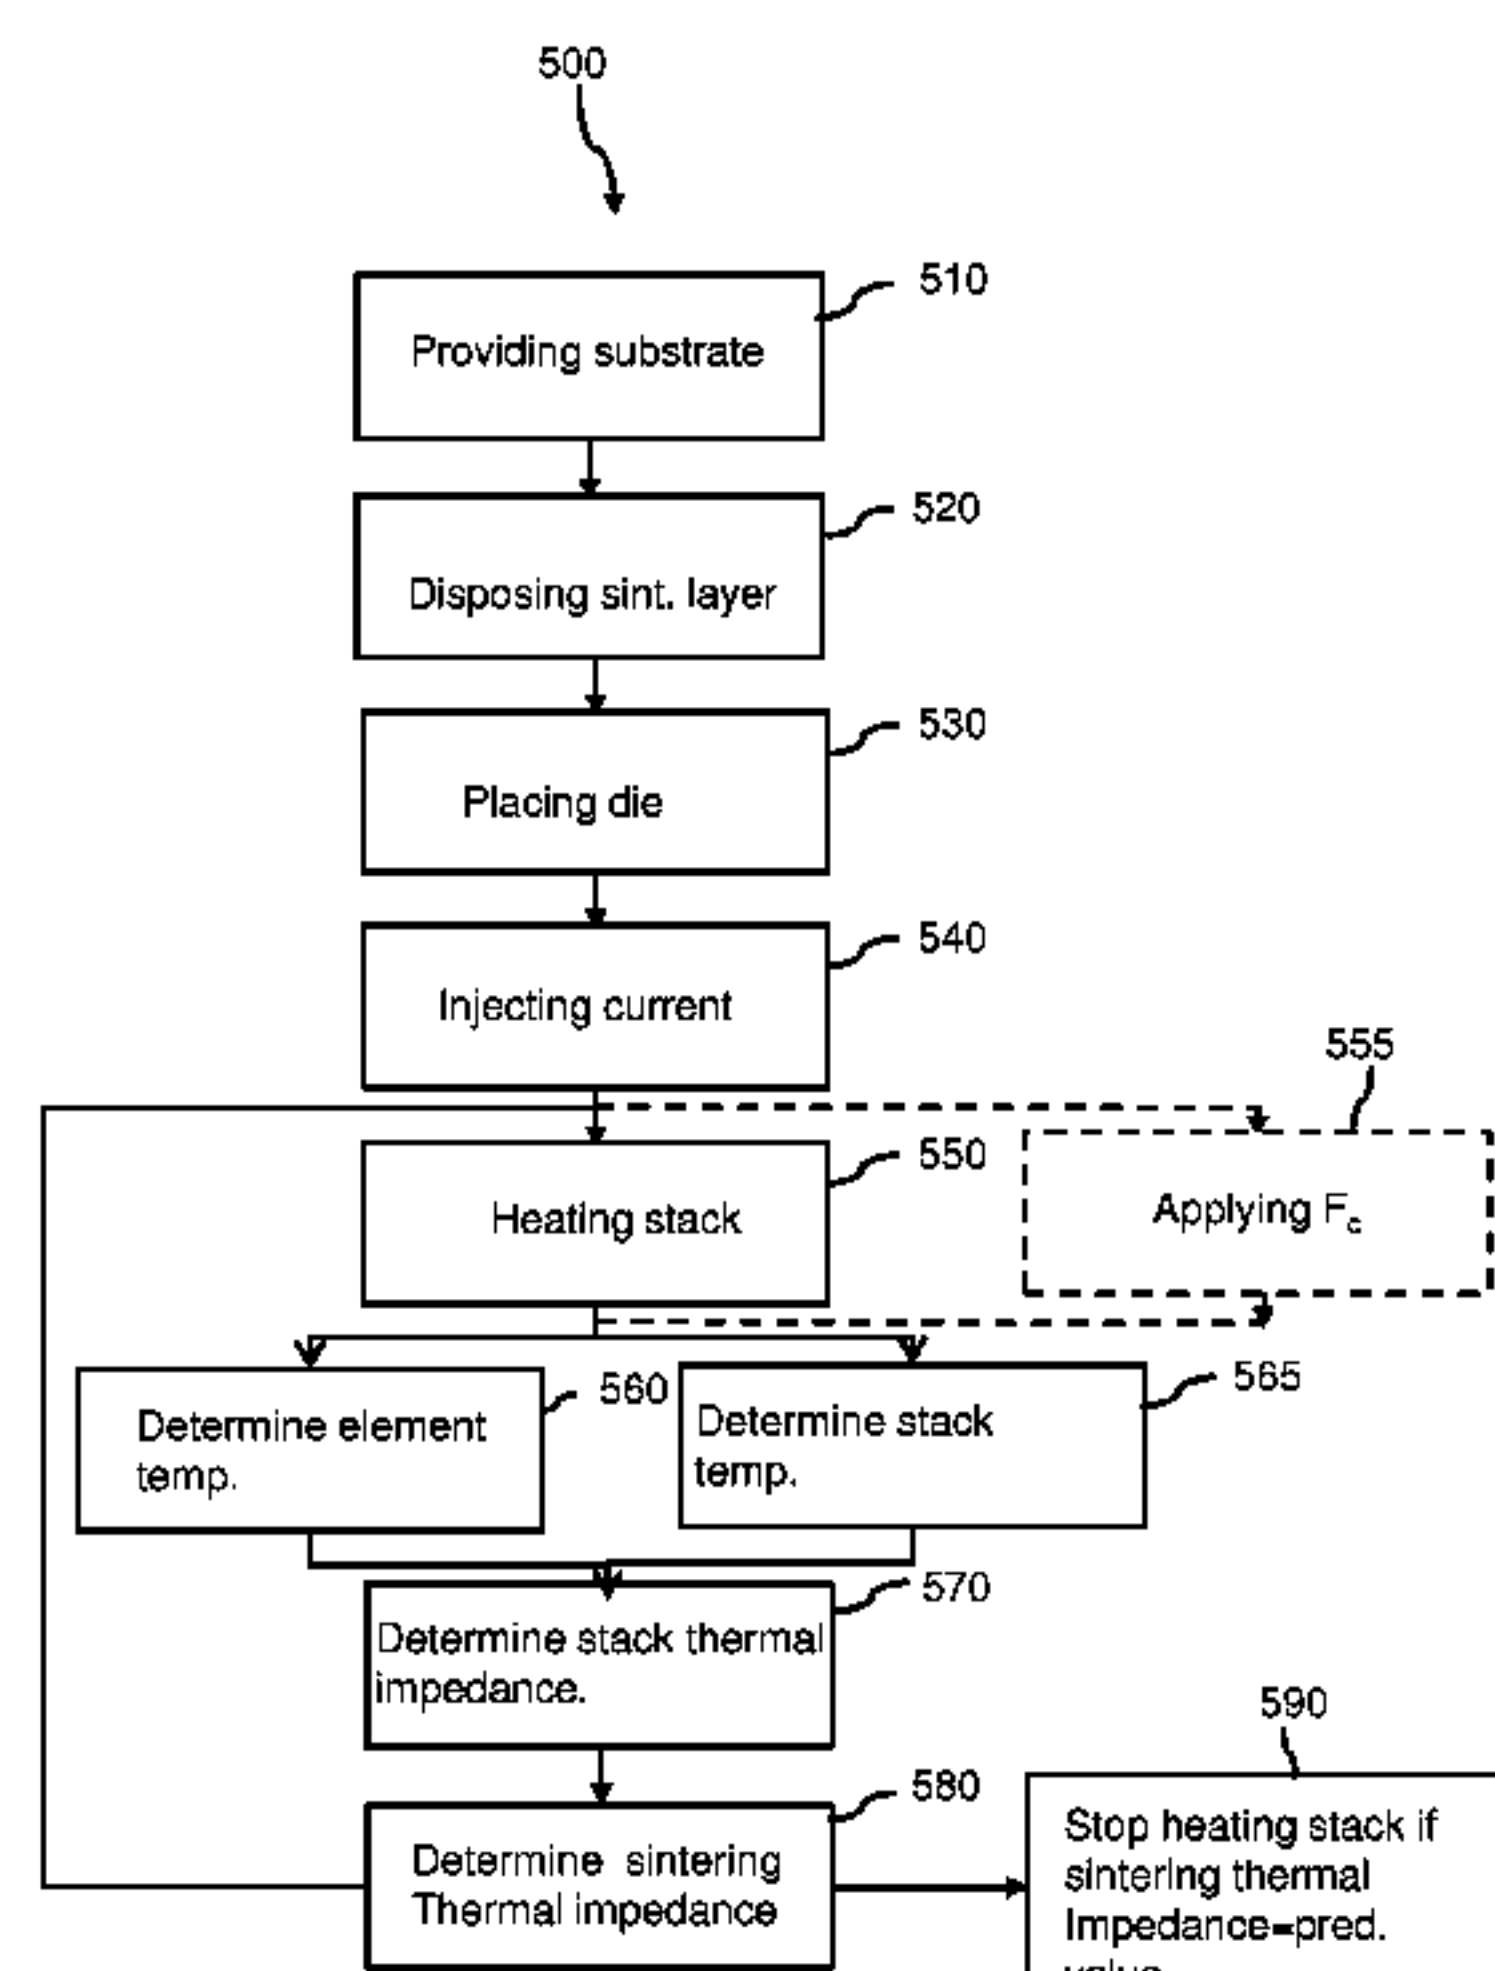 500
510
Providing substrate
520
Disposing sint. layer
530
Placing die
540
Injecting current
555
550
Heating stack
Applying Fc
560
Determine element
temp.
565
Determine stack
temp.
570
Determine stack thermal
impedance.
590
580
Determine sintering
Thermal impedance
Stop heating stack if
sintering thermal
Impedance=pred.